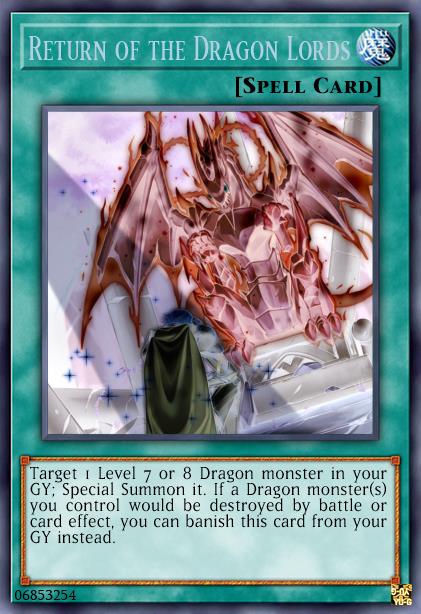 Return of the Dragon Lords 魔
[Spell Card]
Target 1 Level 7 or 8 Dragon monster in your
GY; Special Summon it. If a Dragon monster(s)
you control would be destroyed by battle or
card effect, you can banish this card from your
GY instead.
06853254